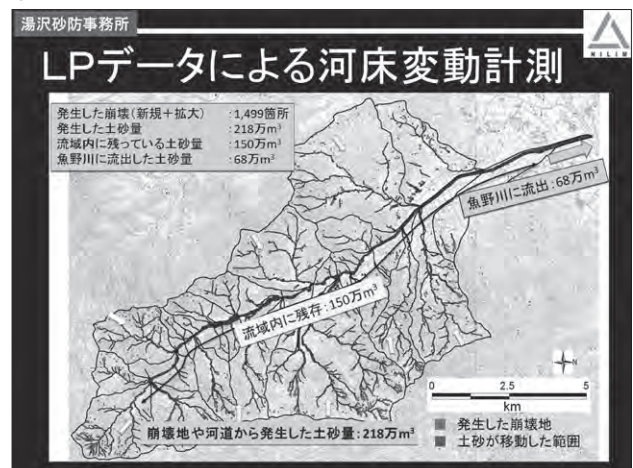 湯沢砂防事務所
NILIM
LPデータによる河床変動計測
発生した崩壊(新規+拡大) :1,499箇所
発生した土砂量 :218万m³
流域内に残っている土砂量 :150万m³
魚野川に流出した土砂量 :68万m³
魚野川に流出:68万m³
流域内に残存:150万m³
N
0 2.5 5
km
崩壊地や河道から発生した土砂量:218万m³
発生した崩壊地
土砂が移動した範囲